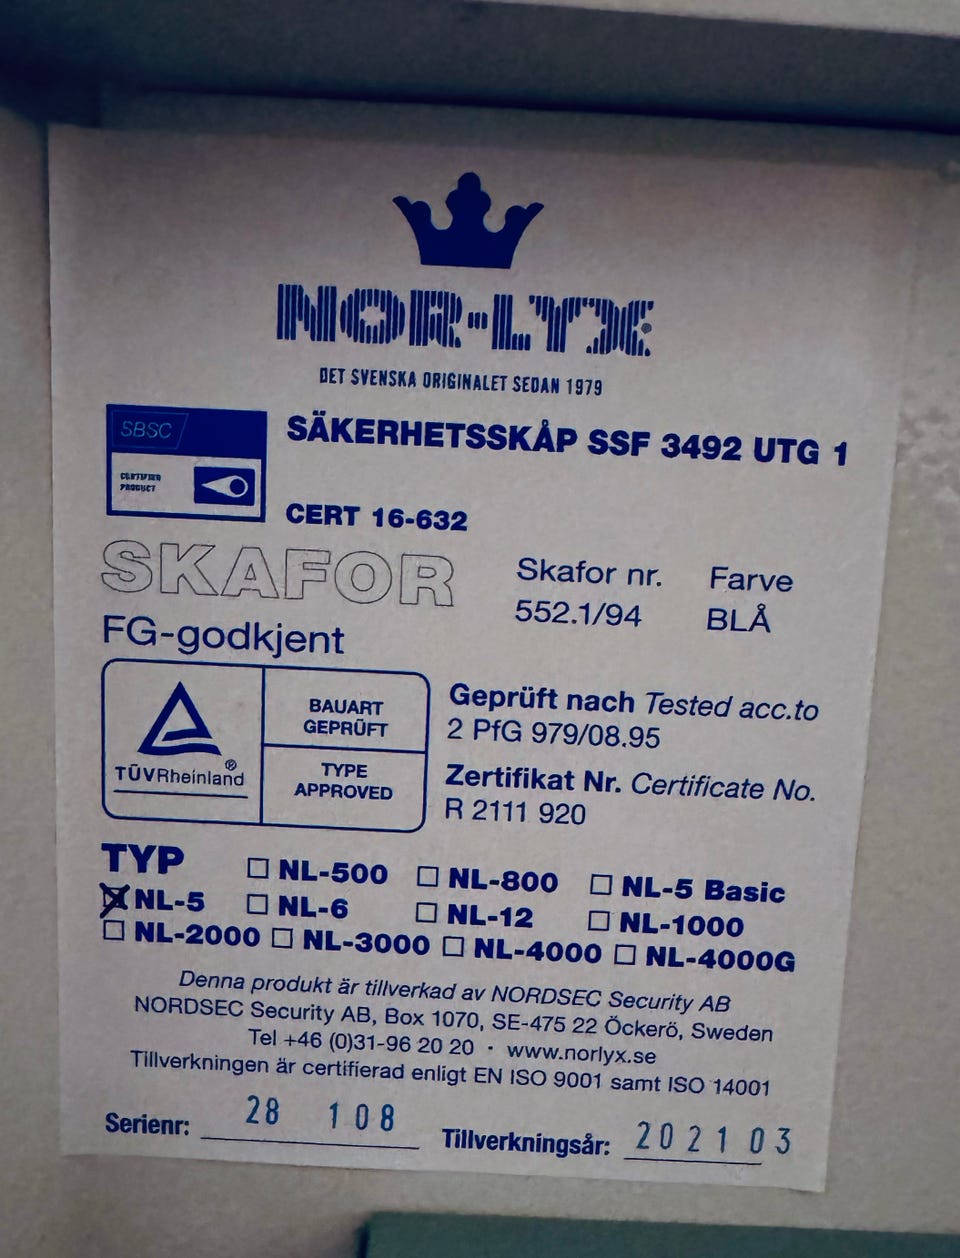 NOR-LYX®
DET SVENSKA ORIGINALET SEDAN 1979
SBSC
CERTIFIED
PRODUCT
SÄKERHETSSKÅP SSF 3492 UTG 1
CERT 16-632
SKAFOR
FG-godkjent
Skafor nr. Farve
552.1/94 BLÅ
TÜVRheinland®
BAUART
GEPRÜFT
TYPE
APPROVED
Geprüft nach Tested acc.to
2 PfG 979/08.95
Zertifikat Nr. Certificate No.
R 2111 920
TYP ☐ NL-500 ☐ NL-800 ☐ NL-5 Basic
☒ NL-5 ☐ NL-6 ☐ NL-12 ☐ NL-1000
☐ NL-2000 ☐ NL-3000 ☐ NL-4000 ☐ NL-4000G
Denna produkt är tillverkad av NORDSEC Security AB
NORDSEC Security AB, Box 1070, SE-475 22 Öckerö, Sweden
Tel +46 (0)31-96 20 20 · www.norlyx.se
Tillverkningen är certifierad enligt EN ISO 9001 samt ISO 14001
Serienr: 28 108 Tillverkningsår: 2021 03